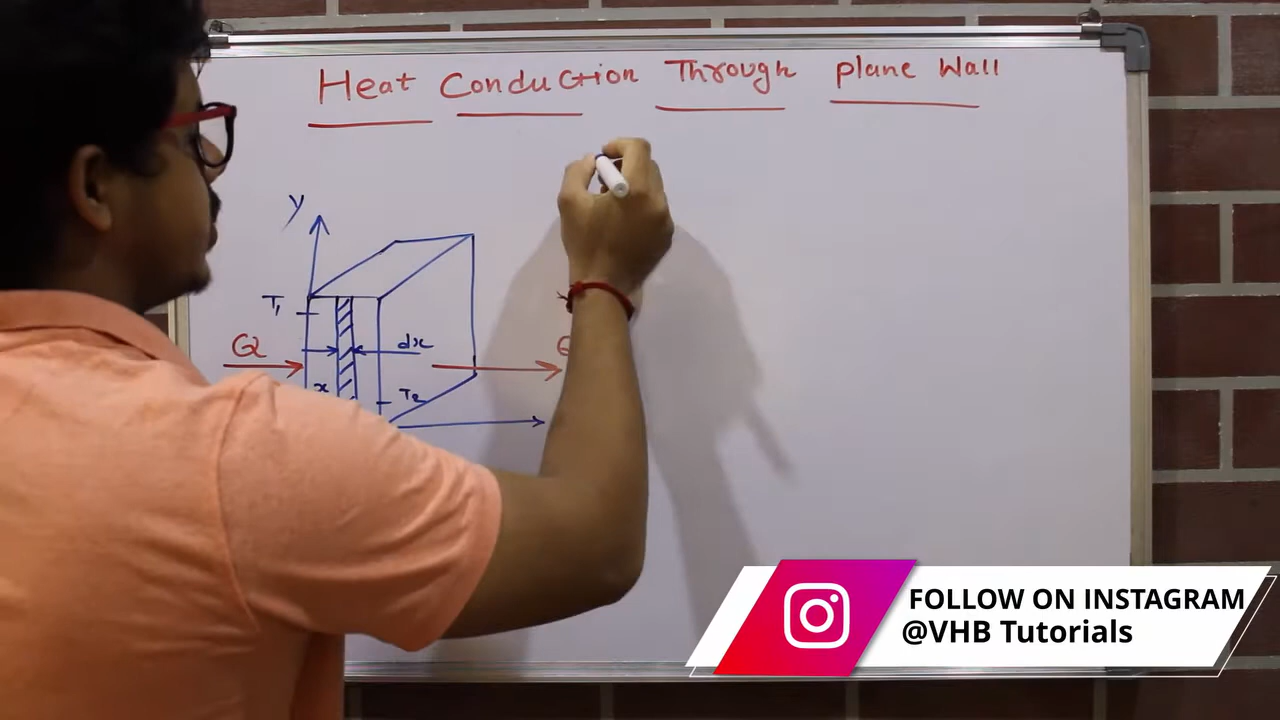 Heat Conduction Through plane Wall
y
T1
Q
dx
x
T2
FOLLOW ON INSTAGRAM
@VHB Tutorials